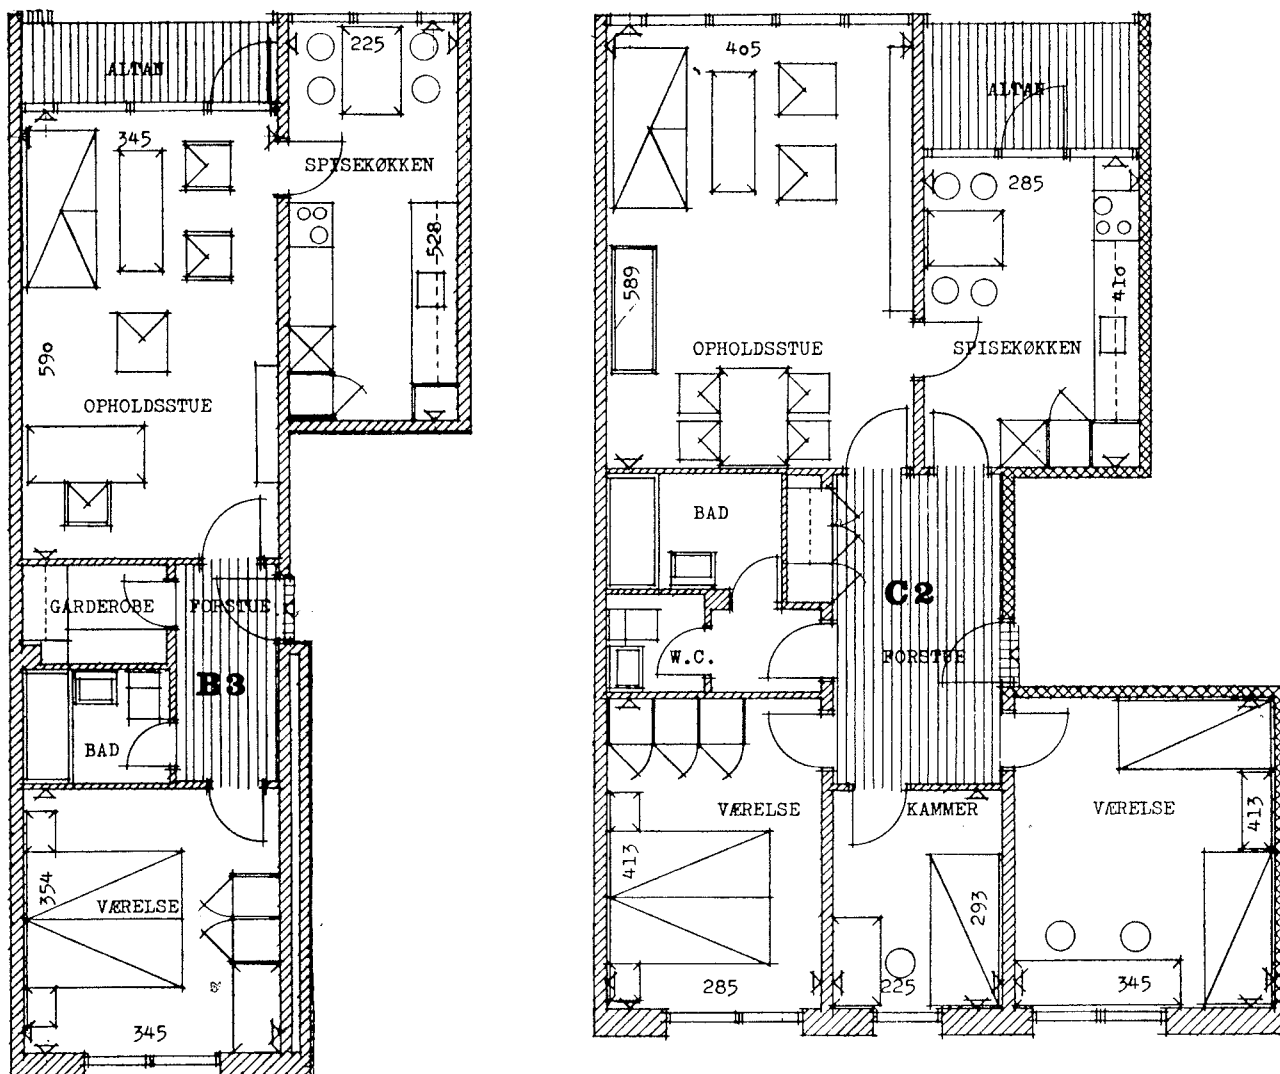 ALTAN
225
345
SPISEKØKKEN
528
590
OPHOLDSSTUE
GARDEROBE
FORSTUE
B3
BAD
354
VÆRELSE
345
405
ALTAN
285
589
410
OPHOLDSSTUE
SPISEKØKKEN
BAD
C2
W.C.
FORSTUE
VÆRELSE
KAMMER
VÆRELSE
413
413
293
285
225
345